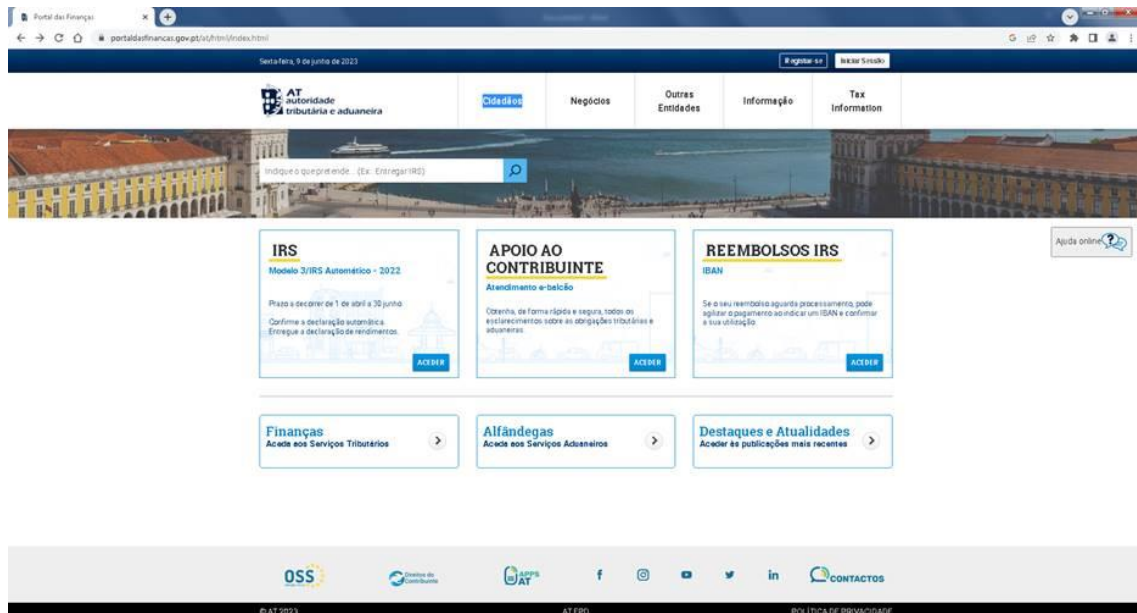 Portal das Finanças
portaldasfinancas.gov.pt/at/html/index.html
Sexta-feira, 9 de junho de 2023
Registar-se
Iniciar Sessão
AT
autoridade
tributária e aduaneira
Cidadãos
Negócios
Outras
Entidades
Informação
Tax
Information
Indique o que pretende... (Ex: Entregar IRS)
Ajuda online
IRS
Modelo 3/IRS Automático - 2022
Prazo a decorrer de 1 de abril a 30 junho.
Confirme a declaração automática.
Entregue a declaração de rendimentos.
ACEDER
APOIO AO
CONTRIBUINTE
Atendimento e-balcão
Obtenha, de forma rápida e segura, todos os
esclarecimentos sobre as obrigações tributárias e
aduaneiras.
ACEDER
REEMBOLSOS IRS
IBAN
Se o seu reembolso aguarda processamento, pode
agilizar o pagamento ao indicar um IBAN e confirmar
a sua utilização.
ACEDER
Finanças
Aceda aos Serviços Tributários
Alfândegas
Aceda aos Serviços Aduaneiros
Destaques e Atualidades
Aceder às publicações mais recentes
OSS
Direitos do
Contribuinte
APPS
AT
CONTACTOS
© AT 2023
AT EPD
POLÍTICA DE PRIVACIDADE